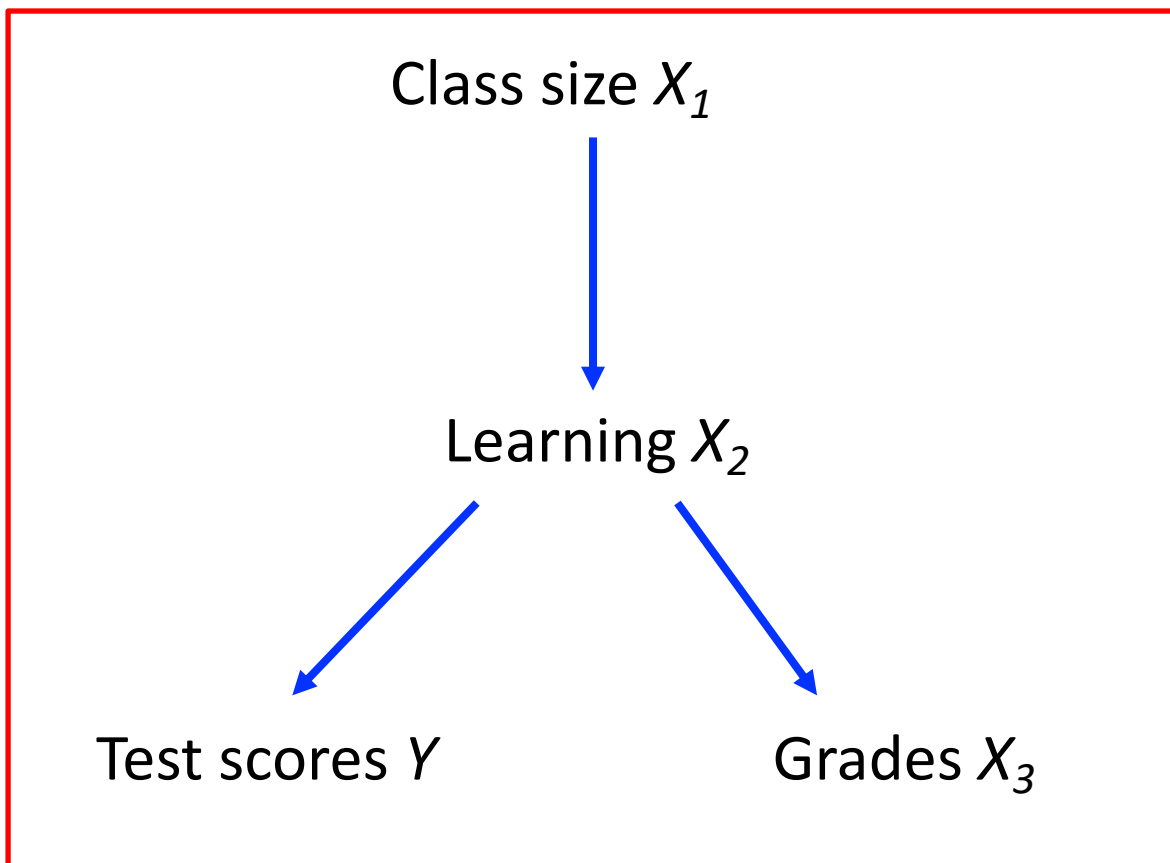 Class size X₁
Learning X₂
Test scores Y
Grades X₃